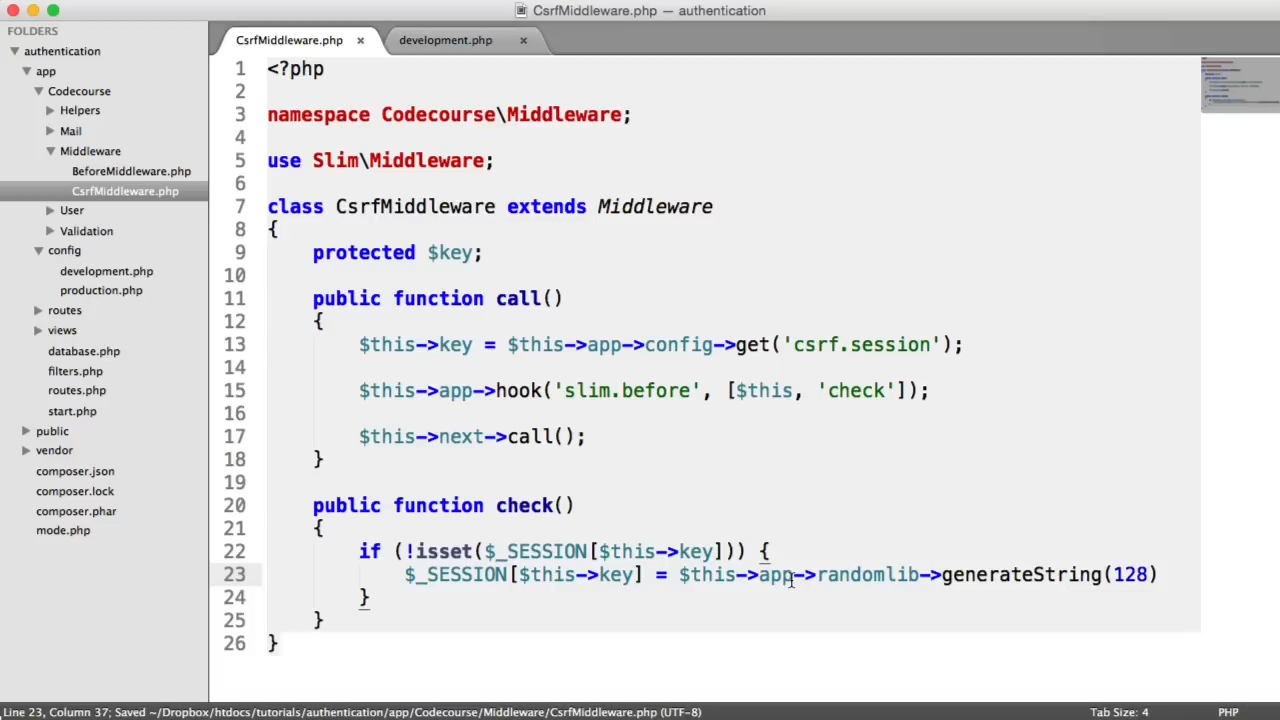 CsrfMiddleware.php — authentication
FOLDERS
authentication
app
Codecourse
Helpers
Mail
Middleware
BeforeMiddleware.php
CsrfMiddleware.php
User
Validation
config
development.php
production.php
routes
views
database.php
filters.php
routes.php
start.php
public
vendor
composer.json
composer.lock
composer.phar
mode.php
CsrfMiddleware.php × development.php ×
1 <?php
2
3 namespace Codecourse\Middleware;
4
5 use Slim\Middleware;
6
7 class CsrfMiddleware extends Middleware
8 {
9 protected $key;
10
11 public function call()
12 {
13 $this->key = $this->app->config->get('csrf.session');
14
15 $this->app->hook('slim.before', [$this, 'check']);
16
17 $this->next->call();
18 }
19
20 public function check()
21 {
22 if (!isset($_SESSION[$this->key])) {
23 $_SESSION[$this->key] = $this->app->randomlib->generateString(128)
24 }
25 }
26 }
Line 23, Column 37; Saved ~/Dropbox/htdocs/tutorials/authentication/app/Codecourse/Middleware/CsrfMiddleware.php (UTF-8) Tab Size: 4 PHP